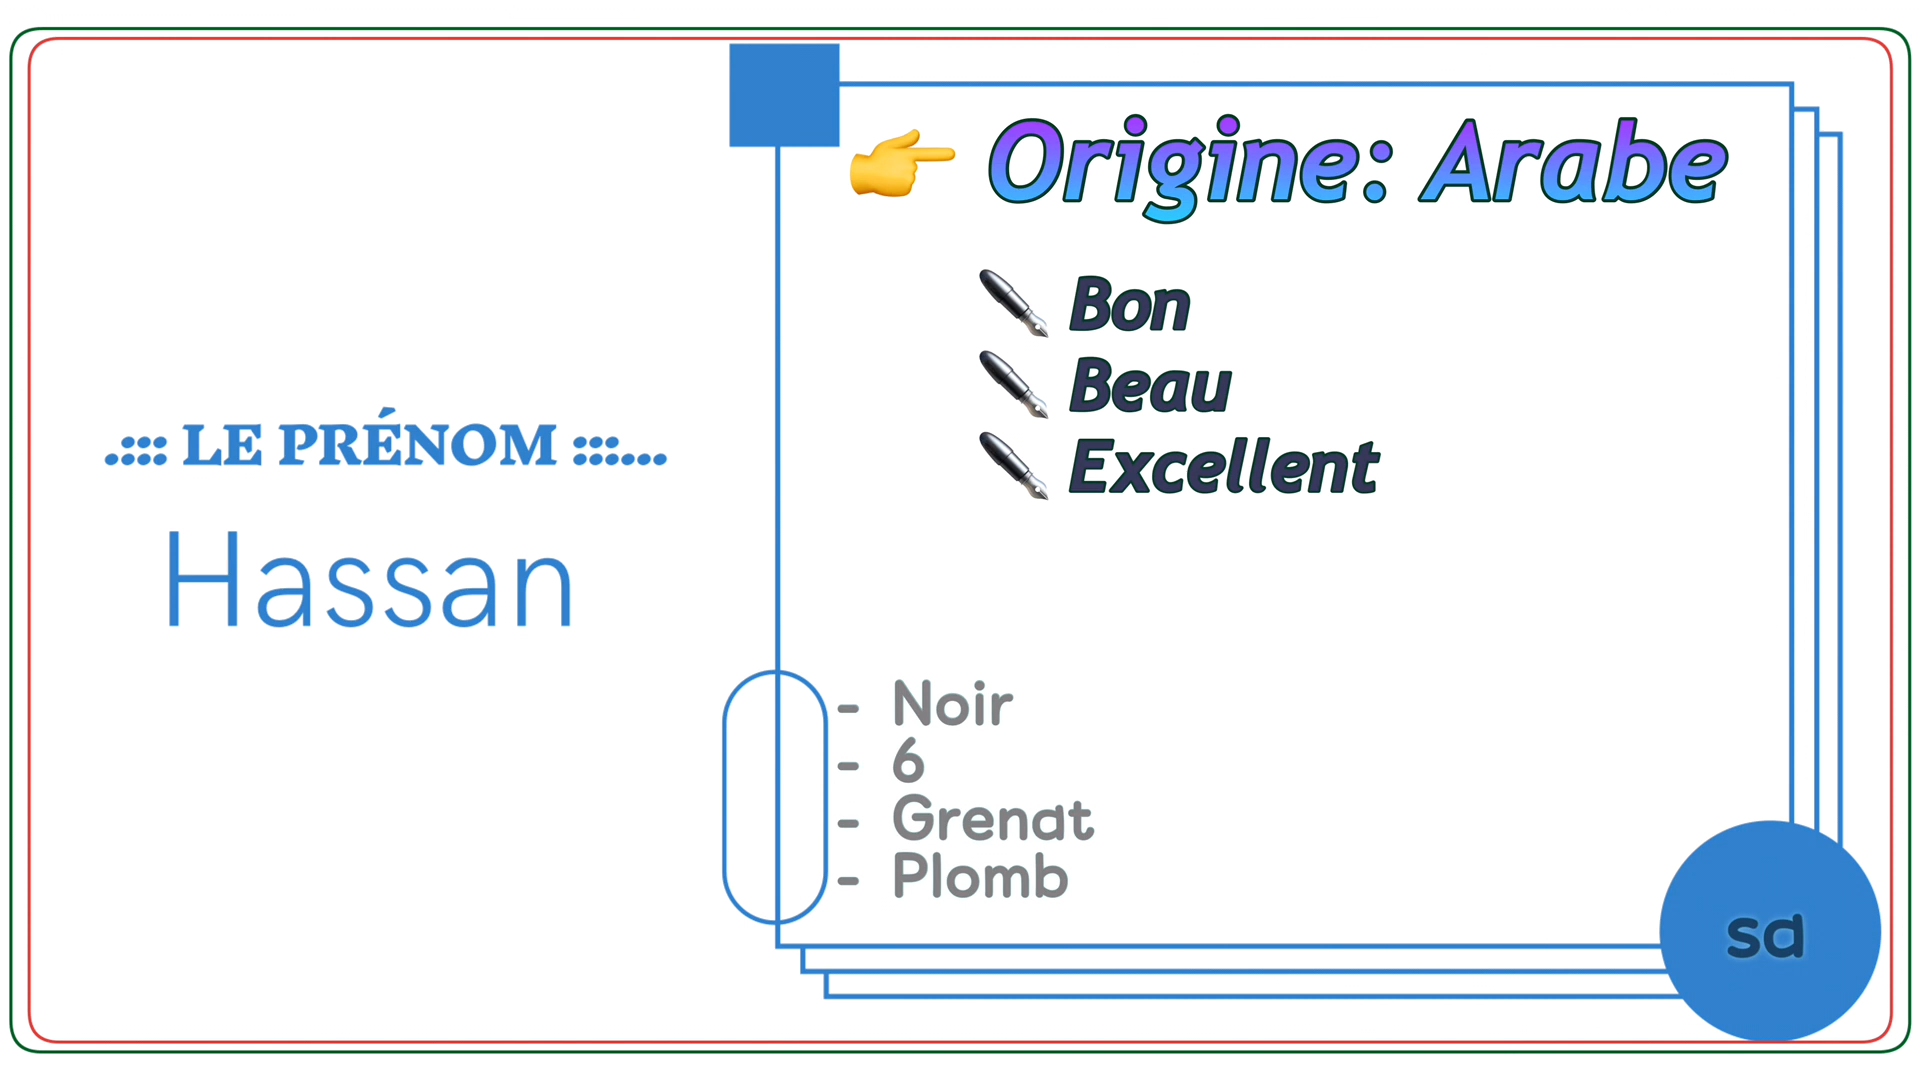 .:::: LE PRÉNOM :::...
Hassan
👉 Origine: Arabe
✒️ Bon
✒️ Beau
✒️ Excellent
- Noir
- 6
- Grenat
- Plomb
sa